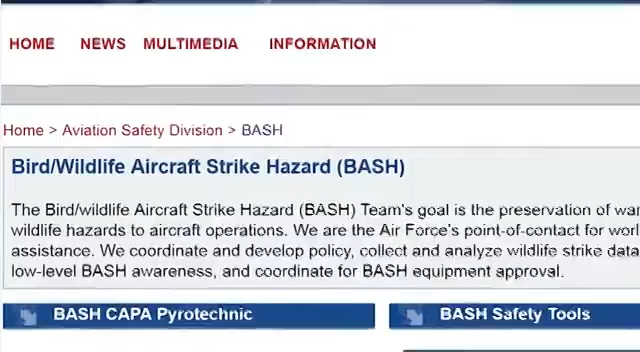 HOME NEWS MULTIMEDIA INFORMATION
Home > Aviation Safety Division > BASH
Bird/Wildlife Aircraft Strike Hazard (BASH)
The Bird/wildlife Aircraft Strike Hazard (BASH) Team's goal is the preservation of
wildlife hazards to aircraft operations. We are the Air Force's point-of-contact for
assistance. We coordinate and develop policy, collect and analyze wildlife strike data
low-level BASH awareness, and coordinate for BASH equipment approval.
BASH CAPA Pyrotechnic BASH Safety Tools